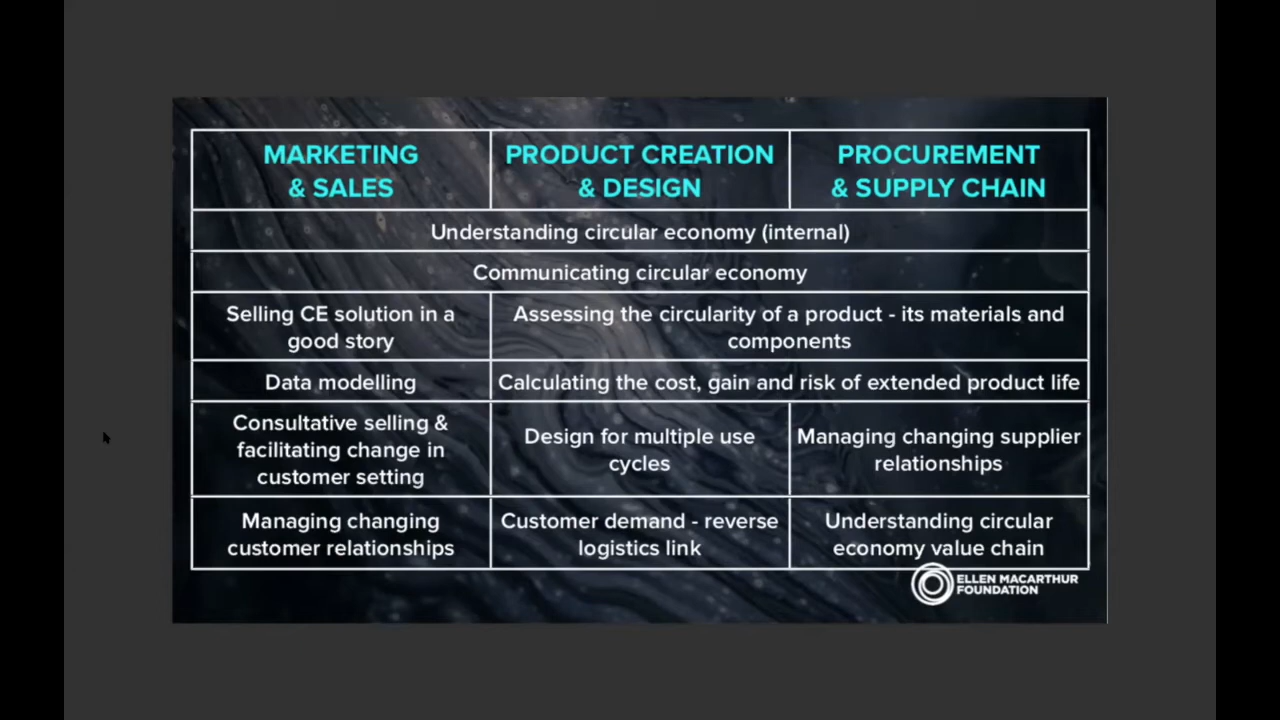 MARKETING
& SALES
PRODUCT CREATION
& DESIGN
PROCUREMENT
& SUPPLY CHAIN
Understanding circular economy (internal)
Communicating circular economy
Selling CE solution in a
good story
Assessing the circularity of a product - its materials and
components
Data modelling
Calculating the cost, gain and risk of extended product life
Consultative selling &
facilitating change in
customer setting
Design for multiple use
cycles
Managing changing supplier
relationships
Managing changing
customer relationships
Customer demand - reverse
logistics link
Understanding circular
economy value chain
ELLEN MACARTHUR
FOUNDATION